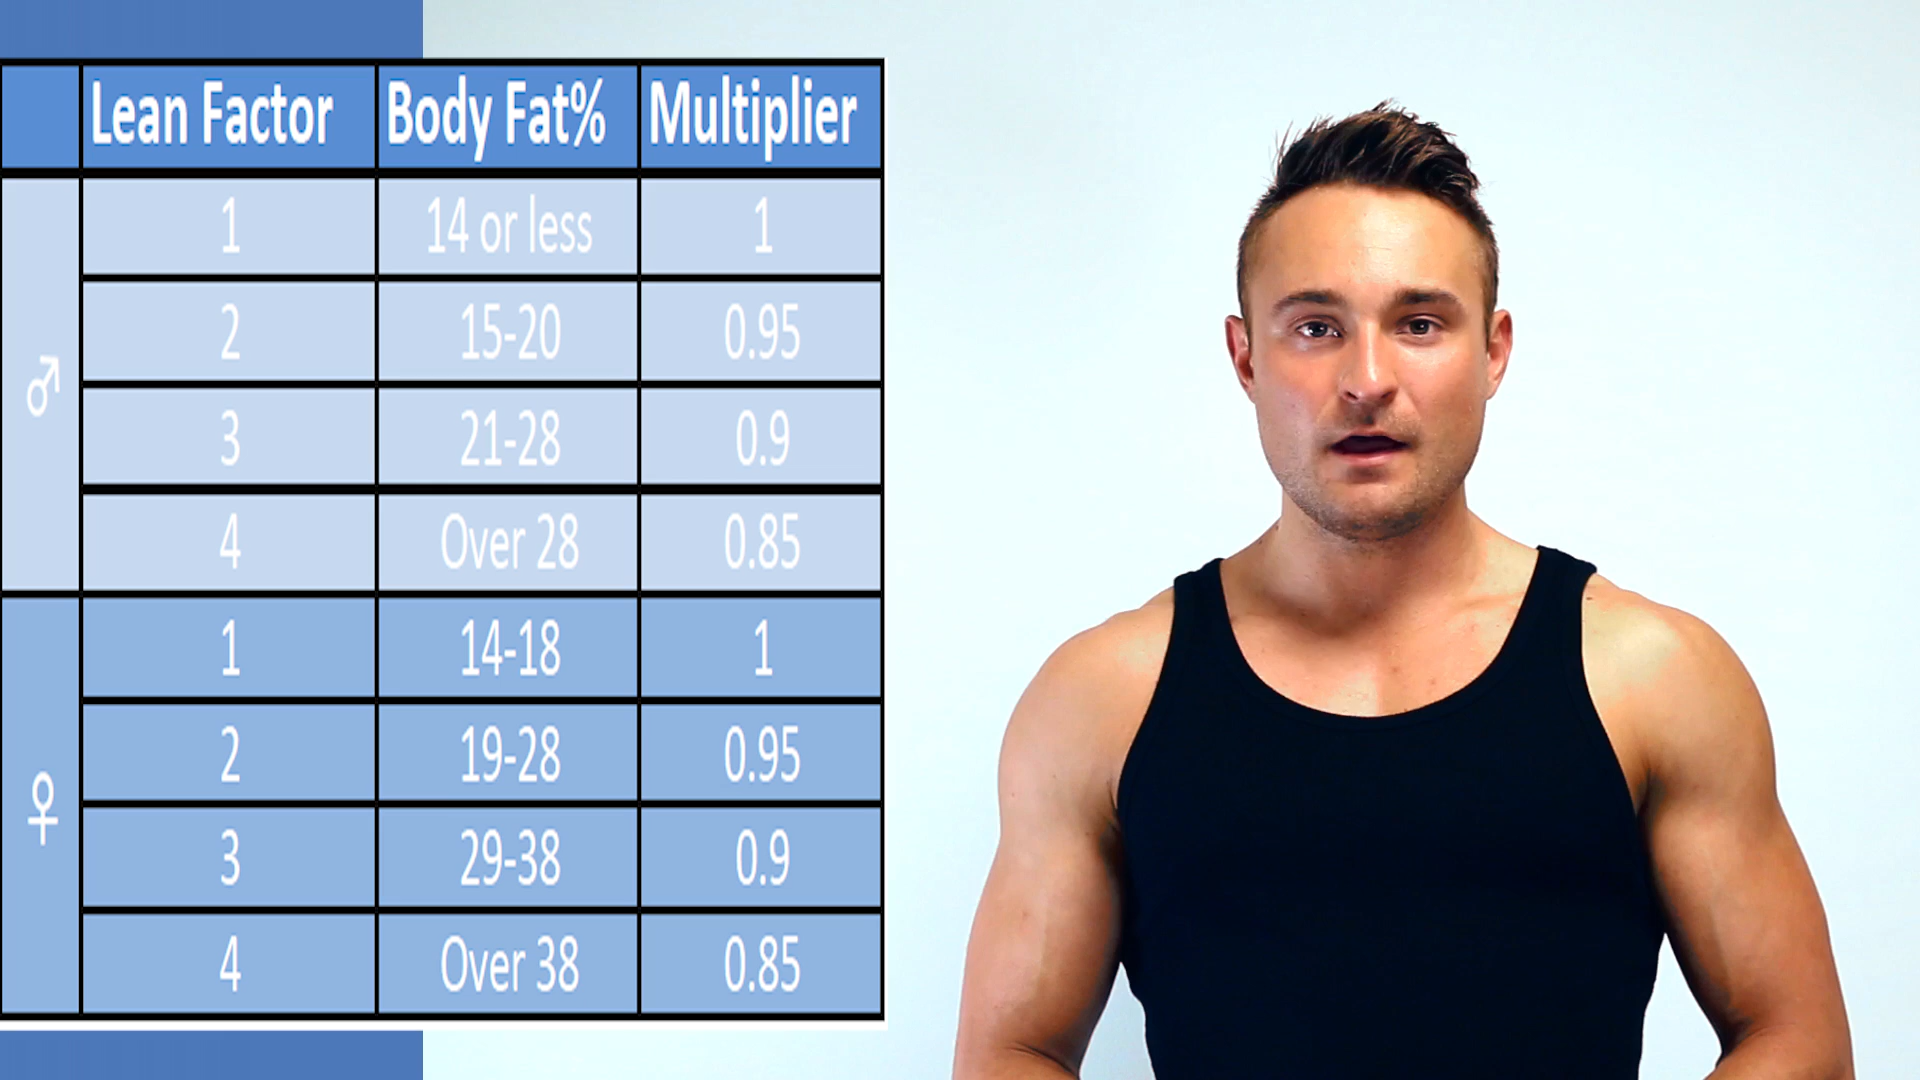 Lean Factor Body Fat% Multiplier
♂
1 14 or less 1
2 15-20 0.95
3 21-28 0.9
4 Over 28 0.85
♀
1 14-18 1
2 19-28 0.95
3 29-38 0.9
4 Over 38 0.85